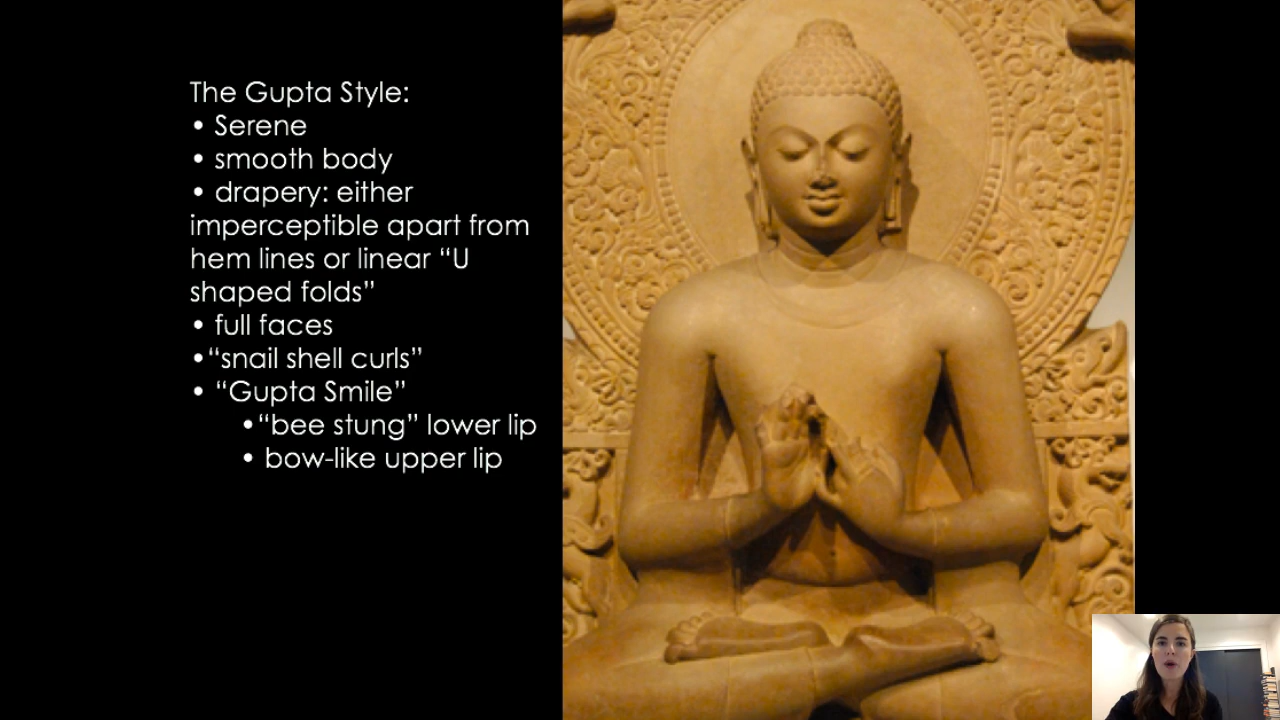 The Gupta Style:
• Serene
• smooth body
• drapery: either
imperceptible apart from
hem lines or linear “U
shaped folds”
• full faces
•“snail shell curls”
• “Gupta Smile”
•“bee stung” lower lip
• bow-like upper lip